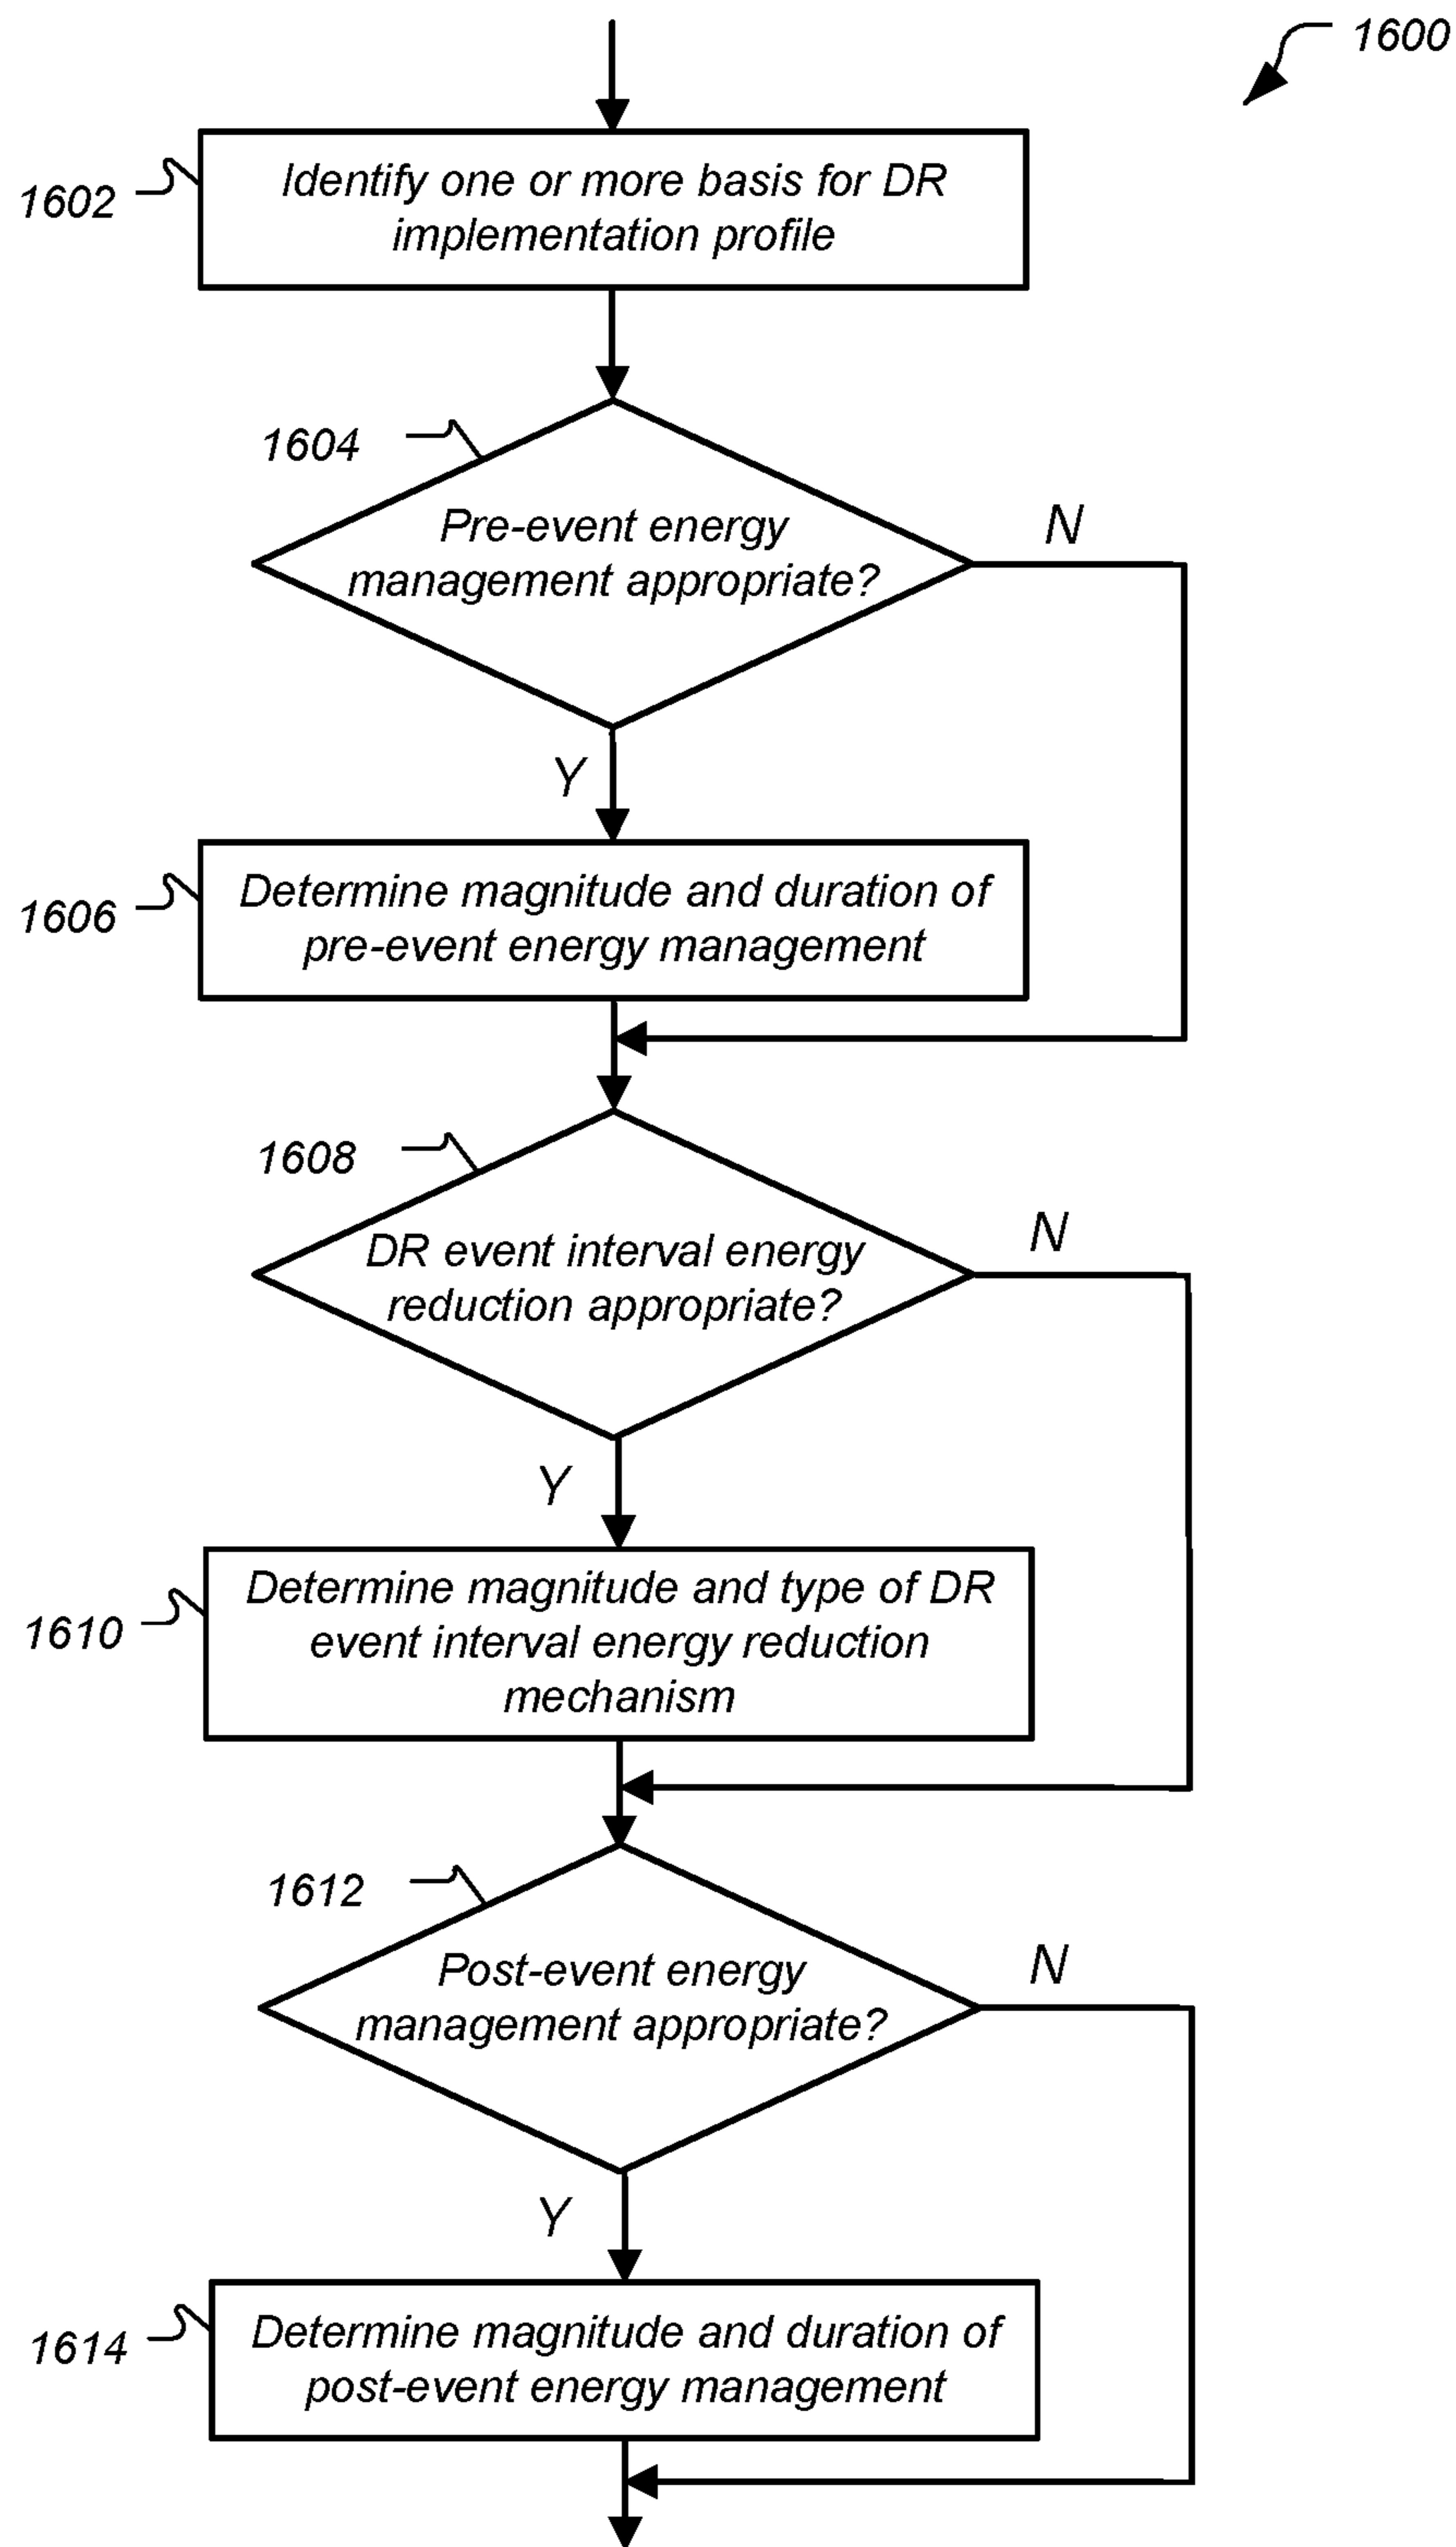 1600
1602
Identify one or more basis for DR
implementation profile
1604
Pre-event energy
management appropriate?
N
Y
1606
Determine magnitude and duration of
pre-event energy management
1608
DR event interval energy
reduction appropriate?
N
Y
1610
Determine magnitude and type of DR
event interval energy reduction
mechanism
1612
Post-event energy
management appropriate?
N
Y
1614
Determine magnitude and duration of
post-event energy management